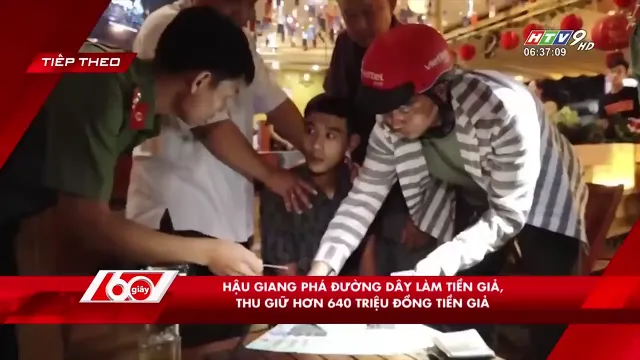 TIẾP THEO
HTV9 HD
06:37:09
viettel
60 giây
HẬU GIANG PHÁ ĐƯỜNG DÂY LÀM TIỀN GIẢ,
THU GIỮ HƠN 640 TRIỆU ĐỒNG TIỀN GIẢ